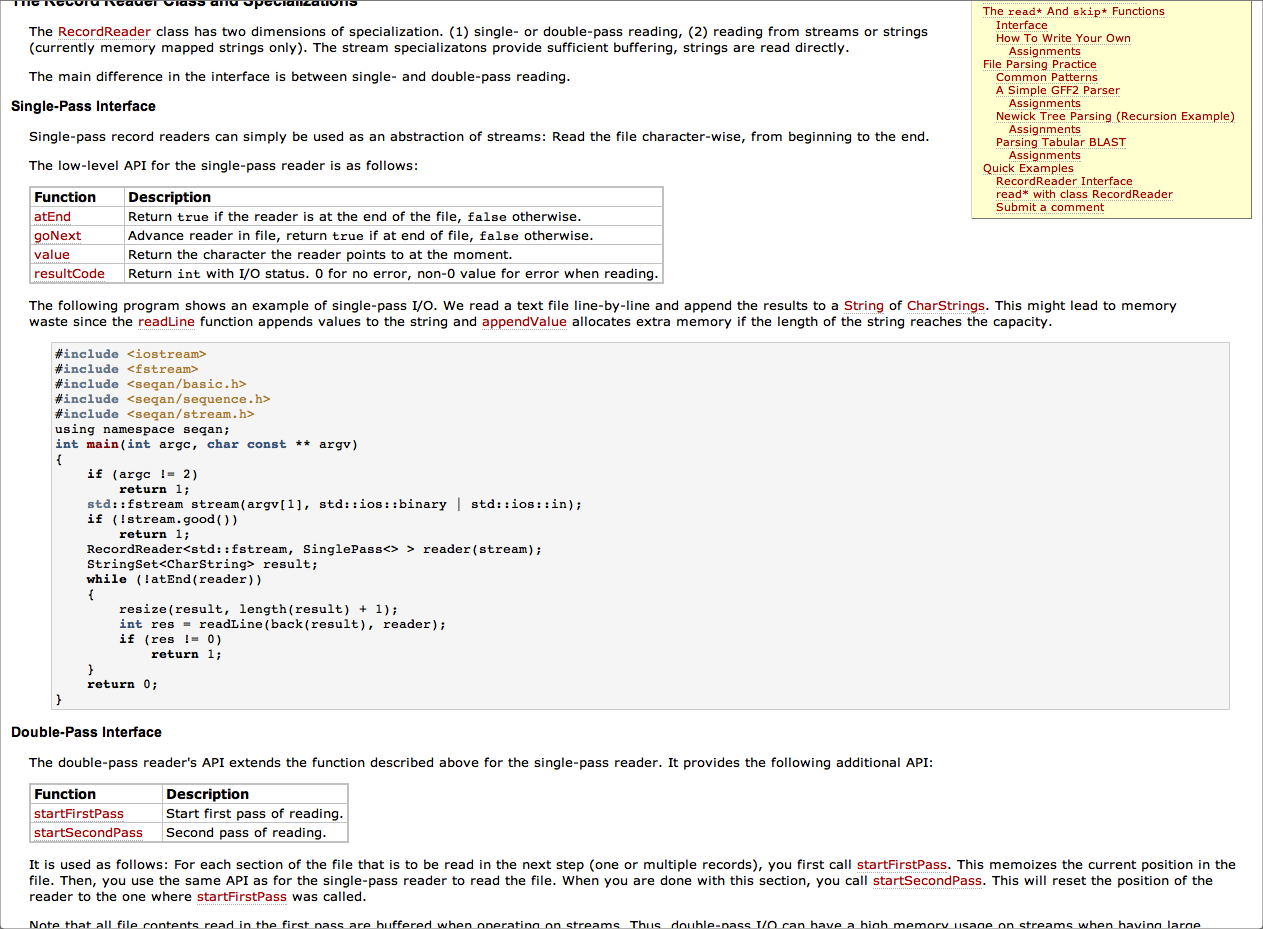 The Record Reader Class and Specializations
The RecordReader class has two dimensions of specialization. (1) single- or double-pass reading, (2) reading from streams or strings
(currently memory mapped strings only). The stream specializatons provide sufficient buffering, strings are read directly.
The main difference in the interface is between single- and double-pass reading.
Single-Pass Interface
Single-pass record readers can simply be used as an abstraction of streams: Read the file character-wise, from beginning to the end.
The low-level API for the single-pass reader is as follows:
Function Description
atEnd Return true if the reader is at the end of the file, false otherwise.
goNext Advance reader in file, return true if at end of file, false otherwise.
value Return the character the reader points to at the moment.
resultCode Return int with I/O status. 0 for no error, non-0 value for error when reading.
The read* And skip* Functions
Interface
How To Write Your Own
Assignments
File Parsing Practice
Common Patterns
A Simple GFF2 Parser
Assignments
Newick Tree Parsing (Recursion Example)
Assignments
Parsing Tabular BLAST
Assignments
Quick Examples
RecordReader Interface
read* with class RecordReader
Submit a comment
The following program shows an example of single-pass I/O. We read a text file line-by-line and append the results to a String of CharStrings. This might lead to memory
waste since the readLine function appends values to the string and appendValue allocates extra memory if the length of the string reaches the capacity.
#include <iostream>
#include <fstream>
#include <seqan/basic.h>
#include <seqan/sequence.h>
#include <seqan/stream.h>
using namespace seqan;
int main(int argc, char const ** argv)
{
    if (argc != 2)
        return 1;
    std::fstream stream(argv[1], std::ios::binary | std::ios::in);
    if (!stream.good())
        return 1;
    RecordReader<std::fstream, SinglePass<> > reader(stream);
    StringSet<CharString> result;
    while (!atEnd(reader))
    {
        resize(result, length(result) + 1);
        int res = readLine(back(result), reader);
        if (res != 0)
            return 1;
    }
    return 0;
}
Double-Pass Interface
The double-pass reader's API extends the function described above for the single-pass reader. It provides the following additional API:
Function Description
startFirstPass Start first pass of reading.
startSecondPass Second pass of reading.
It is used as follows: For each section of the file that is to be read in the next step (one or multiple records), you first call startFirstPass. This memoizes the current position in the
file. Then, you use the same API as for the single-pass reader to read the file. When you are done with this section, you call startSecondPass. This will reset the position of the
reader to the one where startFirstPass was called.
Note that all file contents read in the first pass are buffered when operating on streams. Thus, double-pass I/O can have a high memory usage on streams when having large